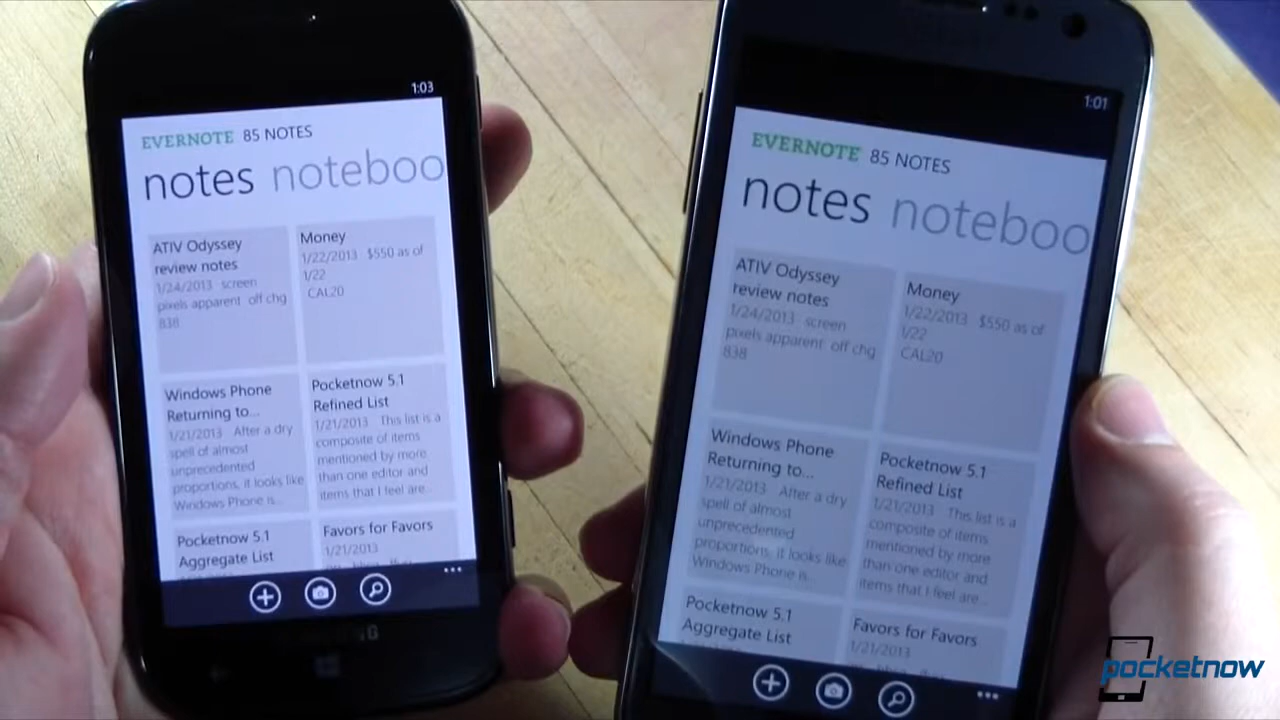 1:03
EVERNOTE 85 NOTES
notes noteboo
ATIV Odyssey
review notes
1/24/2013 screen
pixels apparent off chg
838
Money
1/22/2013 $550 as of
1/22
CAL20
Windows Phone
Returning to...
1/21/2013 After a dry
spell of almost
unprecedented
proportions, it looks like
Windows Phone is...
Pocketnow 5.1
Refined List
1/21/2013 This list is a
composite of items
mentioned by more
than one editor and
items that I feel are...
Pocketnow 5.1
Aggregate List
Favors for Favors
1/21/2013
1:01
EVERNOTE 85 NOTES
notes noteboo
ATIV Odyssey
review notes
1/24/2013 screen
pixels apparent off chg
838
Money
1/22/2013 $550 as of
1/22
CAL20
Windows Phone
Returning to...
1/21/2013 After a dry
spell of almost
unprecedented
proportions, it looks like
Windows Phone is...
Pocketnow 5.1
Refined List
1/21/2013 This list is a
composite of items
mentioned by more
than one editor and
items that I feel are...
Pocketnow 5.1
Aggregate List
Favors for Favors
1/21/2013
pocketnow